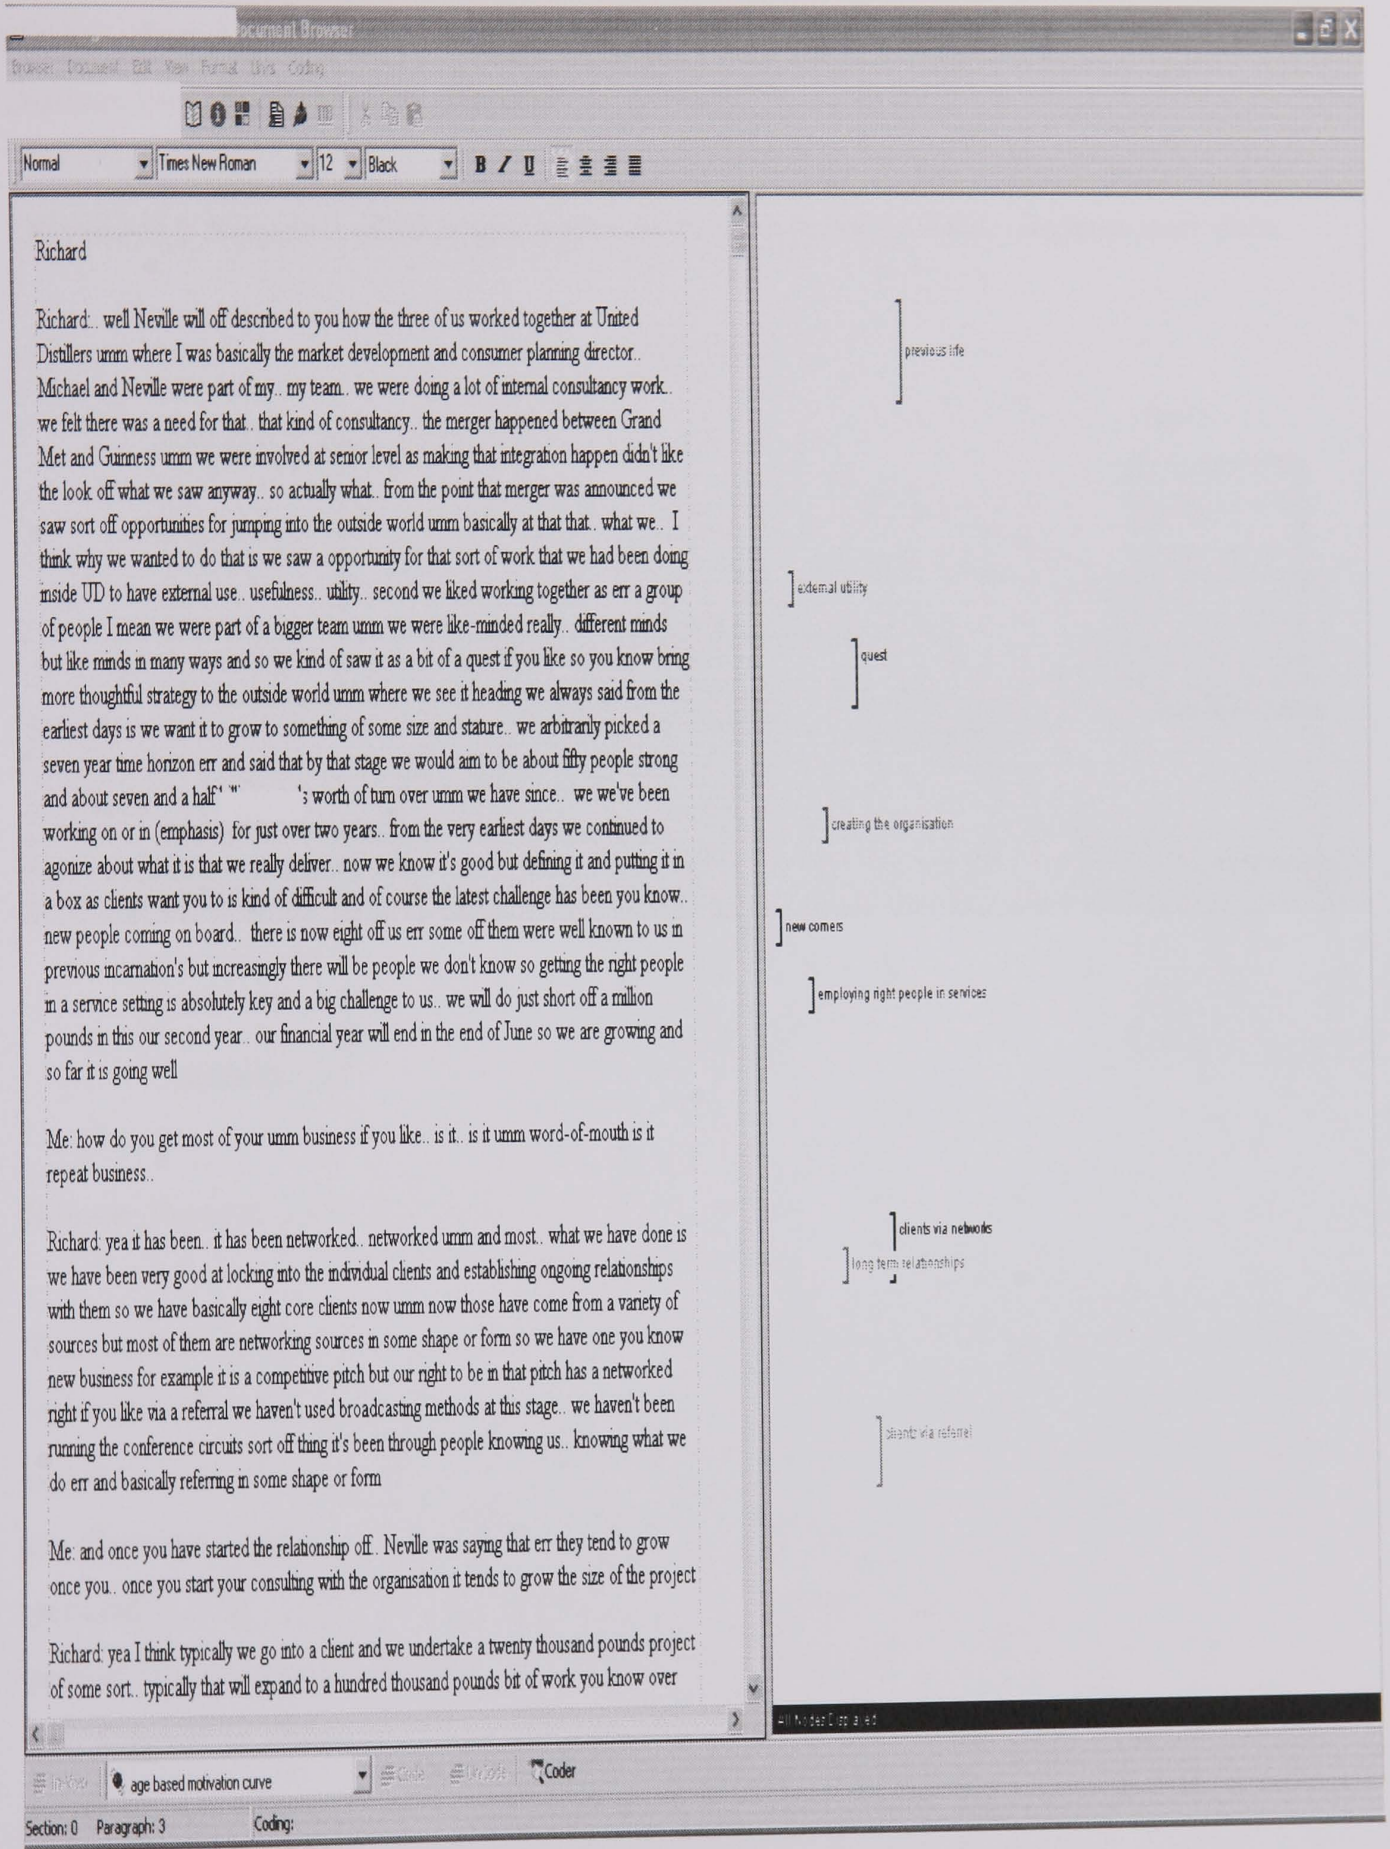 Document Browser
Browser Document Edit View Format Coding
Normal Times New Roman 12 Black B I U
Richard
Richard:.. well Neville will off described to you how the three of us worked together at United
Distillers umm where I was basically the market development and consumer planning director..
Michael and Neville were part of my.. my team.. we were doing a lot of internal consultancy work..
we felt there was a need for that.. that kind of consultancy.. the merger happened between Grand
Met and Guinness umm we were involved at senior level as making that integration happen didn't like
the look off what we saw anyway.. so actually what.. from the point that merger was announced we
saw sort off opportunities for jumping into the outside world umm basically at that that.. what we.. I
think why we wanted to do that is we saw a opportunity for that sort of work that we had been doing
inside UD to have external use.. usefulness.. utility.. second we liked working together as err a group
of people I mean we were part of a bigger team umm we were like-minded really.. different minds
but like minds in many ways and so we kind of saw it as a bit of a quest if you like so you know bring
more thoughtful strategy to the outside world umm where we see it heading we always said from the
earliest days is we want it to grow to something of some size and stature.. we arbitrarily picked a
seven year time horizon err and said that by that stage we would aim to be about fifty people strong
and about seven and a half 's worth of turn over umm we have since.. we we've been
working on or in (emphasis) for just over two years.. from the very earliest days we continued to
agonize about what it is that we really deliver.. now we know it's good but defining it and putting it in
a box as clients want you to is kind of difficult and of course the latest challenge has been you know..
new people coming on board.. there is now eight off us err some off them were well known to us in
previous incarnation's but increasingly there will be people we don't know so getting the right people
in a service setting is absolutely key and a big challenge to us.. we will do just short off a million
pounds in this our second year.. our financial year will end in the end of June so we are growing and
so far it is going well
Me: how do you get most of your umm business if you like.. is it.. is it umm word-of-mouth is it
repeat business..
Richard: yea it has been.. it has been networked.. networked umm and most.. what we have done is
we have been very good at locking into the individual clients and establishing ongoing relationships
with them so we have basically eight core clients now umm now those have come from a variety of
sources but most of them are networking sources in some shape or form so we have one you know
new business for example it is a competitive pitch but our right to be in that pitch has a networked
right if you like via a referral we haven't used broadcasting methods at this stage.. we haven't been
running the conference circuits sort off thing it's been through people knowing us.. knowing what we
do err and basically referring in some shape or form
Me: and once you have started the relationship off. Neville was saying that err they tend to grow
once you.. once you start your consulting with the organisation it tends to grow the size of the project
Richard: yea I think typically we go into a client and we undertake a twenty thousand pounds project
of some sort.. typically that will expand to a hundred thousand pounds bit of work you know over
previous life
external utility
quest
creating the organisation
new comers
employing right people in services
clients via networks
long term relationships
clients via referrel
All Nodes Displayed
In-Vivo age based motivation curve Code UnCode Coder
Section: 0 Paragraph: 3 Coding: